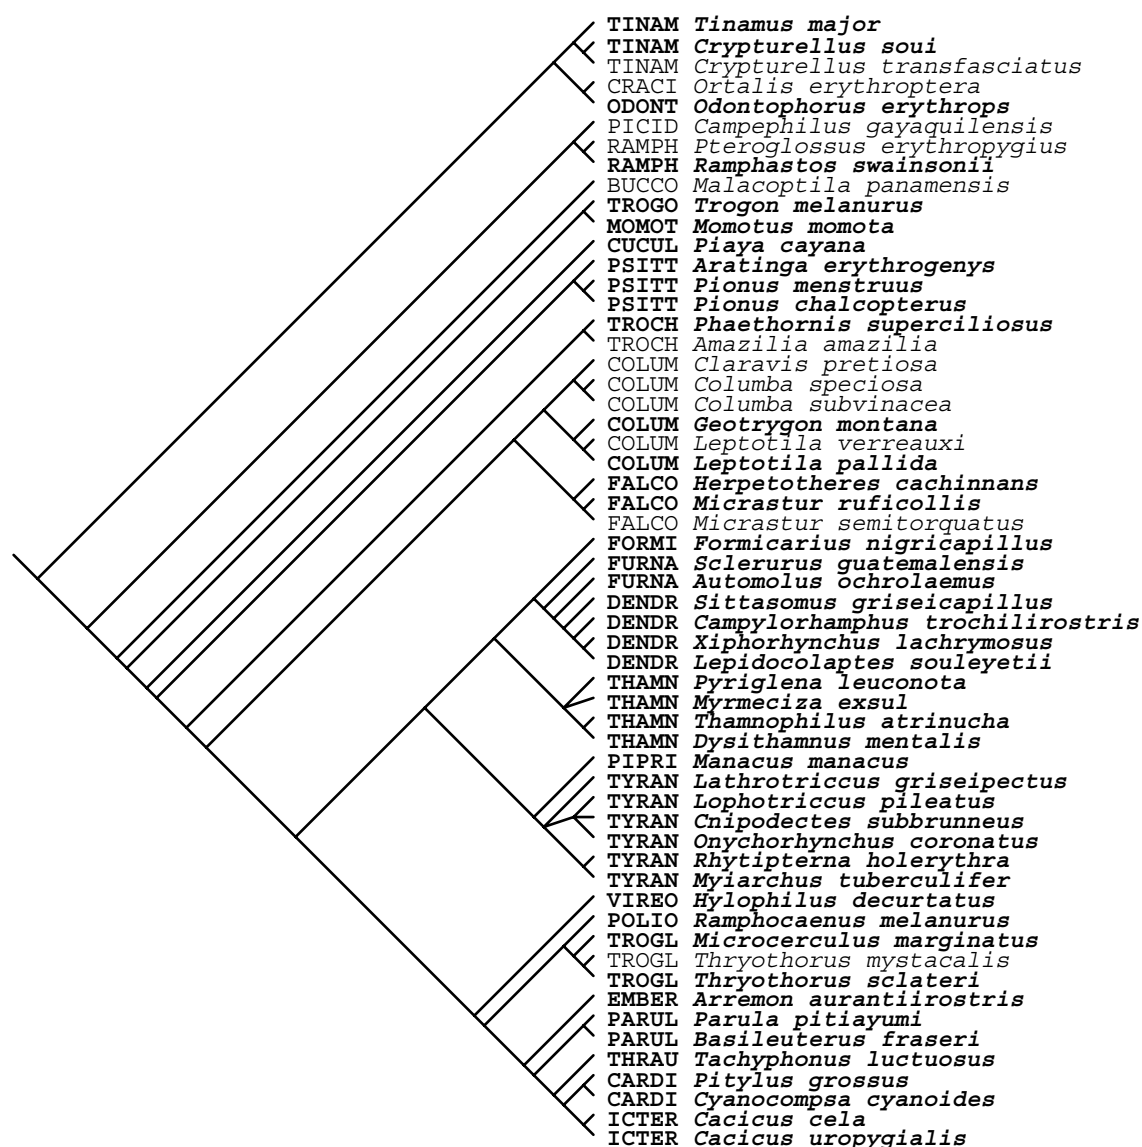 TINAM Tinamus major
TINAM Crypturellus soui
TINAM Crypturellus transfasciatus
CRACI Ortalis erythroptera
ODONT Odontophorus erythrops
PICID Campephilus gayaquilensis
RAMPH Pteroglossus erythropygius
RAMPH Ramphastos swainsonii
BUCCO Malacoptila panamensis
TROGO Trogon melanurus
MOMOT Momotus momota
CUCUL Piaya cayana
PSITT Aratinga erythrogenys
PSITT Pionus menstruus
PSITT Pionus chalcopterus
TROCH Phaethornis superciliosus
TROCH Amazilia amazilia
COLUM Claravis pretiosa
COLUM Columba speciosa
COLUM Columba subvinacea
COLUM Geotrygon montana
COLUM Leptotila verreauxi
COLUM Leptotila pallida
FALCO Herpetotheres cachinnans
FALCO Micrastur ruficollis
FALCO Micrastur semitorquatus
FORMI Formicarius nigricapillus
FURNA Sclerurus guatemalensis
FURNA Automolus ochrolaemus
DENDR Sittasomus griseicapillus
DENDR Campylorhamphus trochilirostris
DENDR Xiphorhynchus lachrymosus
DENDR Lepidocolaptes souleyetii
THAMN Pyriglena leuconota
THAMN Myrmeciza exsul
THAMN Thamnophilus atrinucha
THAMN Dysithamnus mentalis
PIPRI Manacus manacus
TYRAN Lathrotriccus griseipectus
TYRAN Lophotriccus pileatus
TYRAN Cnipodectes subbrunneus
TYRAN Onychorhynchus coronatus
TYRAN Rhytipterna holerythra
TYRAN Myiarchus tuberculifer
VIREO Hylophilus decurtatus
POLIO Ramphocaenus melanurus
TROGL Microcerculus marginatus
TROGL Thryothorus mystacalis
TROGL Thryothorus sclateri
EMBER Arremon aurantiirostris
PARUL Parula pitiayumi
PARUL Basileuterus fraseri
THRAU Tachyphonus luctuosus
CARDI Pitylus grossus
CARDI Cyanocompsa cyanoides
ICTER Cacicus cela
ICTER Cacicus uropygialis